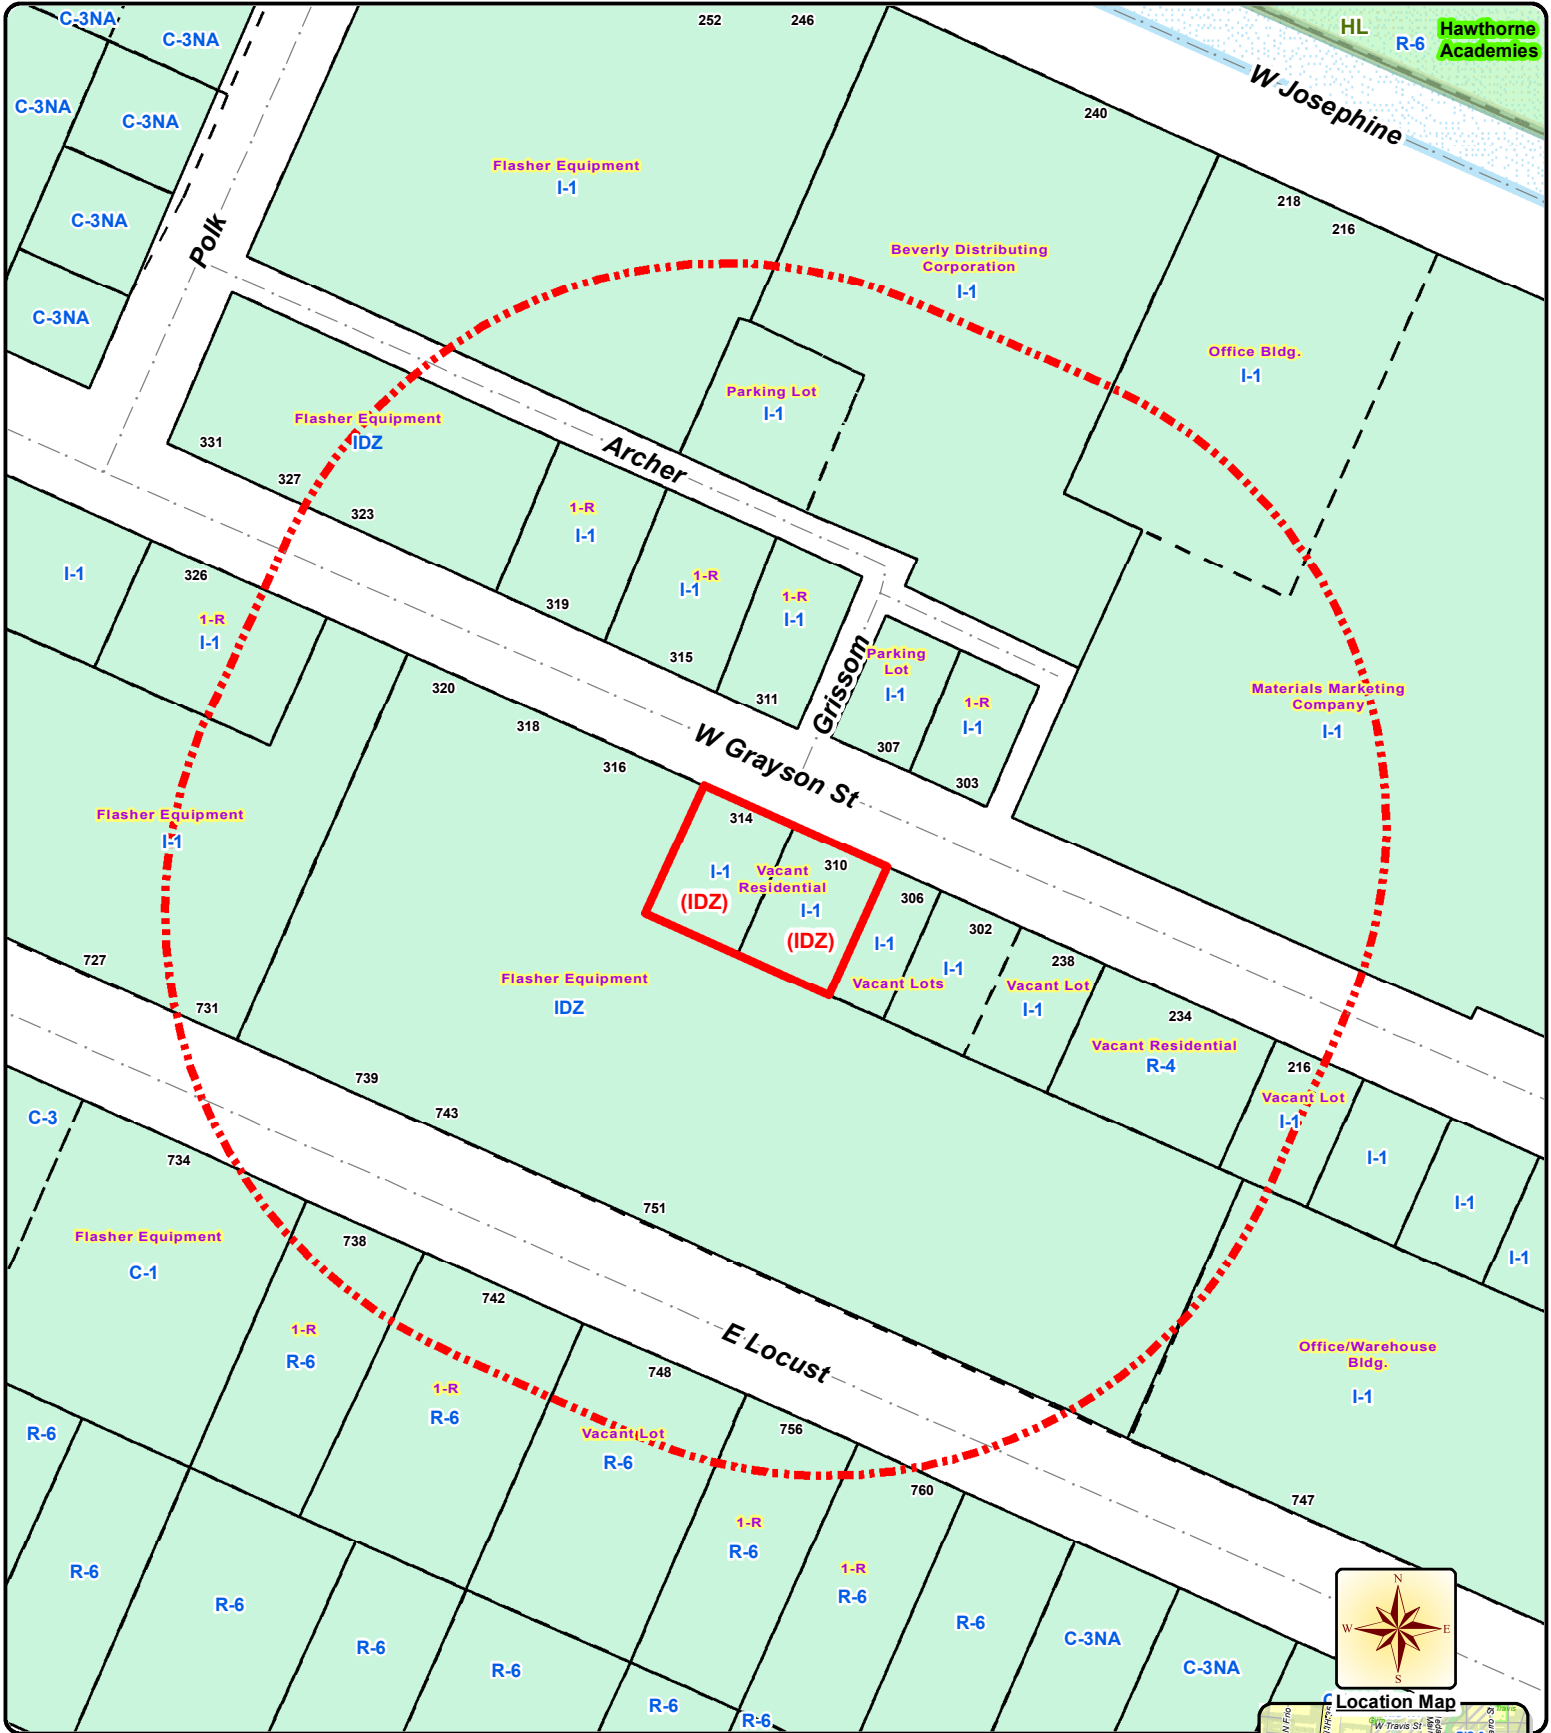 C-3NA
252
246
HL
R-6
Hawthorne
Academies
C-3NA
W Josephine
C-3NA
C-3NA
240
Flasher Equipment
I-1
218
C-3NA
216
Polk
Beverly Distributing
Corporation
I-1
C-3NA
Office Bldg.
I-1
Parking Lot
I-1
Flasher Equipment
IDZ
331
Archer
327
323
1-R
I-1
I-1
326
1-R
I-1
1-R
I-1
319
1-R
I-1
315
Grissom
Parking
Lot
I-1
320
311
1-R
I-1
Materials Marketing
Company
I-1
318
W Grayson St
307
316
303
Flasher Equipment
I-1
314
310
I-1
Vacant
Residential
(IDZ)
I-1
(IDZ)
306
302
I-1
I-1
238
727
Flasher Equipment
IDZ
Vacant Lots
Vacant Lot
I-1
731
234
Vacant Residential
R-4
216
739
Vacant Lot
I-1
743
C-3
734
I-1
I-1
751
I-1
Flasher Equipment
C-1
738
742
1-R
R-6
E Locust
Office/Warehouse
Bldg.
I-1
748
1-R
R-6
756
R-6
Vacant Lot
R-6
760
747
1-R
R-6
1-R
R-6
R-6
R-6
R-6
R-6
R-6
C-3NA
C-3NA
R-6
R-6
N
W
E
S
Location Map
N Frio
W Travis St
Travis